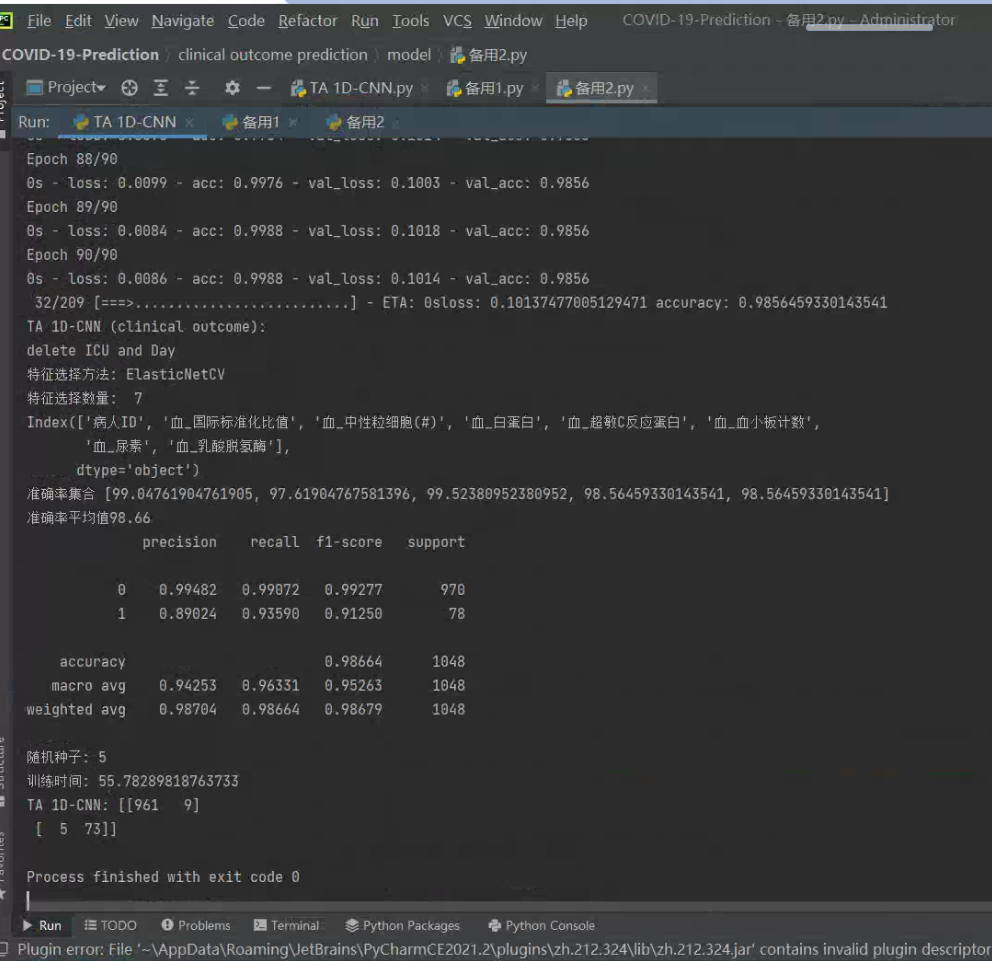 File Edit View Navigate Code Refactor Run Tools VCS Window Help COVID-19-Prediction - 备用2.py - Administrator
COVID-19-Prediction clinical outcome prediction model 备用2.py
Project TA 1D-CNN.py 备用1.py 备用2.py
Run: TA 1D-CNN 备用1 备用2
Epoch 88/90
0s - loss: 0.0099 - acc: 0.9976 - val_loss: 0.1003 - val_acc: 0.9856
Epoch 89/90
0s - loss: 0.0084 - acc: 0.9988 - val_loss: 0.1018 - val_acc: 0.9856
Epoch 90/90
0s - loss: 0.0086 - acc: 0.9988 - val_loss: 0.1014 - val_acc: 0.9856
32/209 [===>..........................] - ETA: 0sloss: 0.10137477005129471 accuracy: 0.9856459330143541
TA 1D-CNN (clinical outcome):
delete ICU and Day
特征选择方法: ElasticNetCV
特征选择数量: 7
Index(['病人ID', '血_国际标准化比值', '血_中性粒细胞(#)', '血_白蛋白', '血_超敏C反应蛋白', '血_血小板计数',
'血_尿素', '血_乳酸脱氢酶'],
dtype='object')
准确率集合 [99.04761904761905, 97.61904767581396, 99.52380952380952, 98.56459330143541, 98.56459330143541]
准确率平均值98.66
precision recall f1-score support
0 0.99482 0.99072 0.99277 970
1 0.89024 0.93590 0.91250 78
accuracy 0.98664 1048
macro avg 0.94253 0.96331 0.95263 1048
weighted avg 0.98704 0.98664 0.98679 1048
随机种子: 5
训练时间: 55.78289818763733
TA 1D-CNN: [[961 9]
[ 5 73]]
Process finished with exit code 0
Run TODO Problems Terminal Python Packages Python Console
Plugin error: File '~\AppData\Roaming\JetBrains\PyCharmCE2021.2\plugins\zh.212.324\lib\zh.212.324.jar' contains invalid plugin descriptor